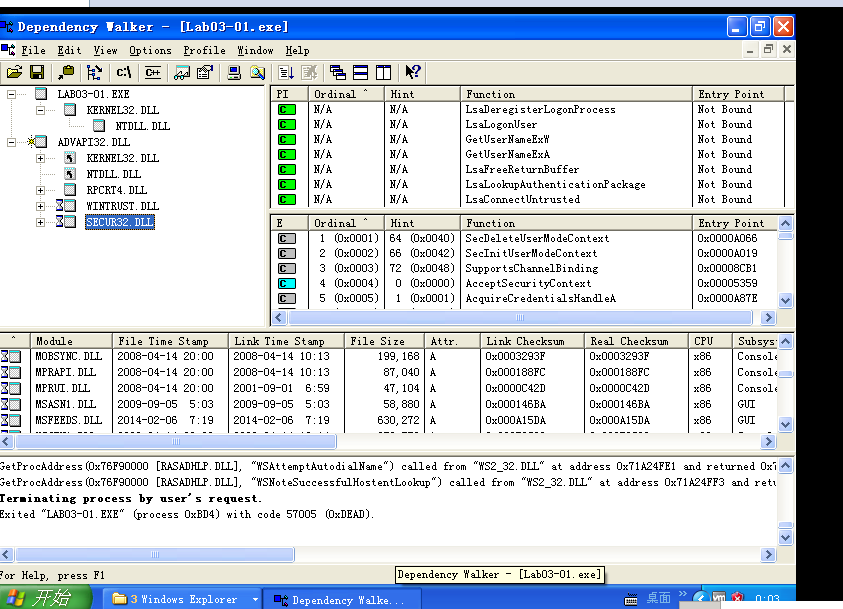 Dependency Walker - [Lab03-01.exe]
File Edit View Options Profile Window Help
c:\ C++
LAB03-01.EXE
KERNEL32.DLL
NTDLL.DLL
ADVAPI32.DLL
KERNEL32.DLL
NTDLL.DLL
RPCRT4.DLL
WINTRUST.DLL
SECUR32.DLL
PI Ordinal ^ Hint Function Entry Point
C N/A N/A LsaDeregisterLogonProcess Not Bound
C N/A N/A LsaLogonUser Not Bound
C N/A N/A GetUserNameExW Not Bound
C N/A N/A GetUserNameExA Not Bound
C N/A N/A LsaFreeReturnBuffer Not Bound
C N/A N/A LsaLookupAuthenticationPackage Not Bound
C N/A N/A LsaConnectUntrusted Not Bound
E Ordinal ^ Hint Function Entry Point
C 1 (0x0001) 64 (0x0040) SecDeleteUserModeContext 0x0000A066
C 2 (0x0002) 66 (0x0042) SecInitUserModeContext 0x0000A019
C 3 (0x0003) 72 (0x0048) SupportsChannelBinding 0x00008CB1
C 4 (0x0004) 0 (0x0000) AcceptSecurityContext 0x00005359
C 5 (0x0005) 1 (0x0001) AcquireCredentialsHandleA 0x0000A87E
^ Module File Time Stamp Link Time Stamp File Size Attr. Link Checksum Real Checksum CPU Subsys
MOBSYNC.DLL 2008-04-14 20:00 2008-04-14 10:13 199,168 A 0x0003293F 0x0003293F x86 Console
MPRAPI.DLL 2008-04-14 20:00 2008-04-14 10:13 87,040 A 0x000188FC 0x000188FC x86 Console
MPRUI.DLL 2008-04-14 20:00 2001-09-01 6:59 47,104 A 0x0000C42D 0x0000C42D x86 Console
MSASN1.DLL 2009-09-05 5:03 2009-09-05 5:03 58,880 A 0x000146BA 0x000146BA x86 GUI
MSFEEDS.DLL 2014-02-06 7:19 2014-02-06 7:19 630,272 A 0x000A15DA 0x000A15DA x86 GUI
GetProcAddress(0x76F90000 [RASADHLP.DLL], "WSAttemptAutodialName") called from "WS2_32.DLL" at address 0x71A24FE1 and returned 0x7
GetProcAddress(0x76F90000 [RASADHLP.DLL], "WSNoteSuccessfulHostentLookup") called from "WS2_32.DLL" at address 0x71A24FF3 and retu
Terminating process by user's request.
Exited "LAB03-01.EXE" (process 0xBD4) with code 57005 (0xDEAD).
For Help, press F1
Dependency Walker - [Lab03-01.exe]
开始 3 Windows Explorer Dependency Walke... 桌面 » 0:03